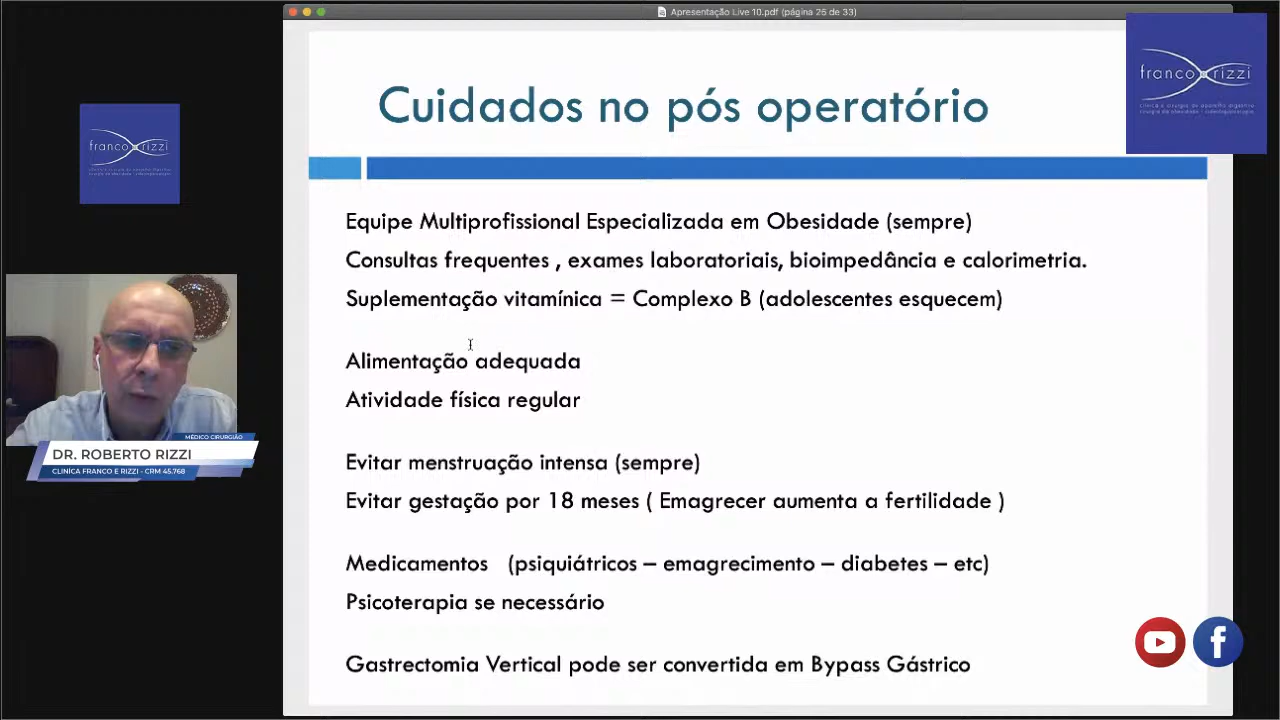 Apresentação Live 10.pdf (página 26 de 33)
franco rizzi
Clínica e cirurgia do aparelho digestivo
Cirurgia da obesidade - videolaparoscopia
Cuidados no pós operatório
franco rizzi
Equipe Multiprofissional Especializada em Obesidade (sempre)
Consultas frequentes , exames laboratoriais, bioimpedância e calorimetria.
Suplementação vitamínica = Complexo B (adolescentes esquecem)
Alimentação adequada
Atividade física regular
MÉDICO CIRURGIÃO
DR. ROBERTO RIZZI
CLINÍCA FRANCO E RIZZI - CRM 45.768
Evitar menstruação intensa (sempre)
Evitar gestação por 18 meses ( Emagrecer aumenta a fertilidade )
Medicamentos (psiquiátricos – emagrecimento – diabetes – etc)
Psicoterapia se necessário
Gastrectomia Vertical pode ser convertida em Bypass Gástrico